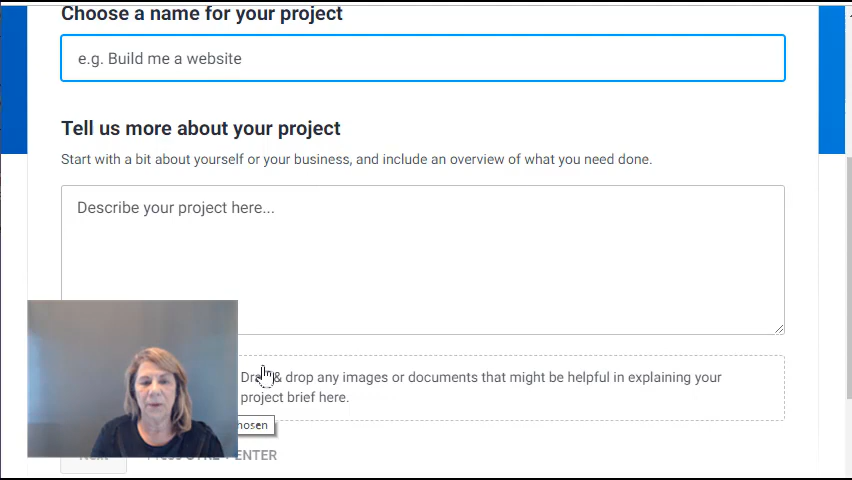 Choose a name for your project
e.g. Build me a website
Tell us more about your project
Start with a bit about yourself or your business, and include an overview of what you need done.
Describe your project here...
& drop any images or documents that might be helpful in explaining your
project brief here.
ENTER